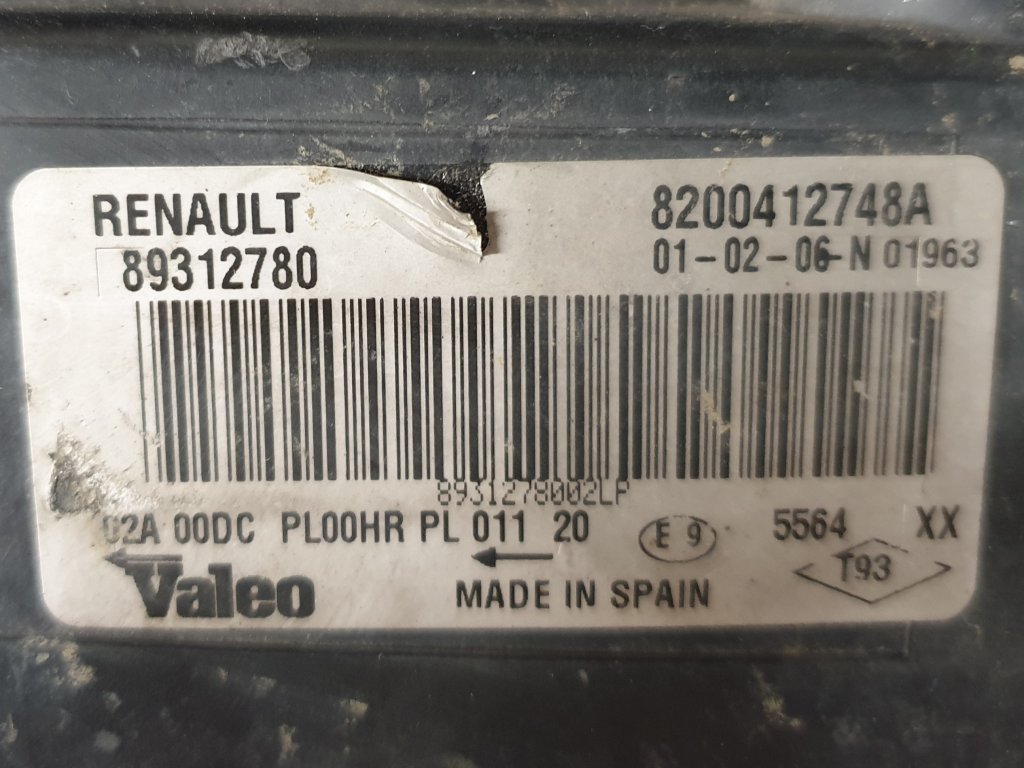 RENAULT 8200412748A
89312780 01-02-06-N 01963
8931278002LP
02A 00DC PL00HR PL 011 20 E 9 5564 XX
Valeo MADE IN SPAIN T93